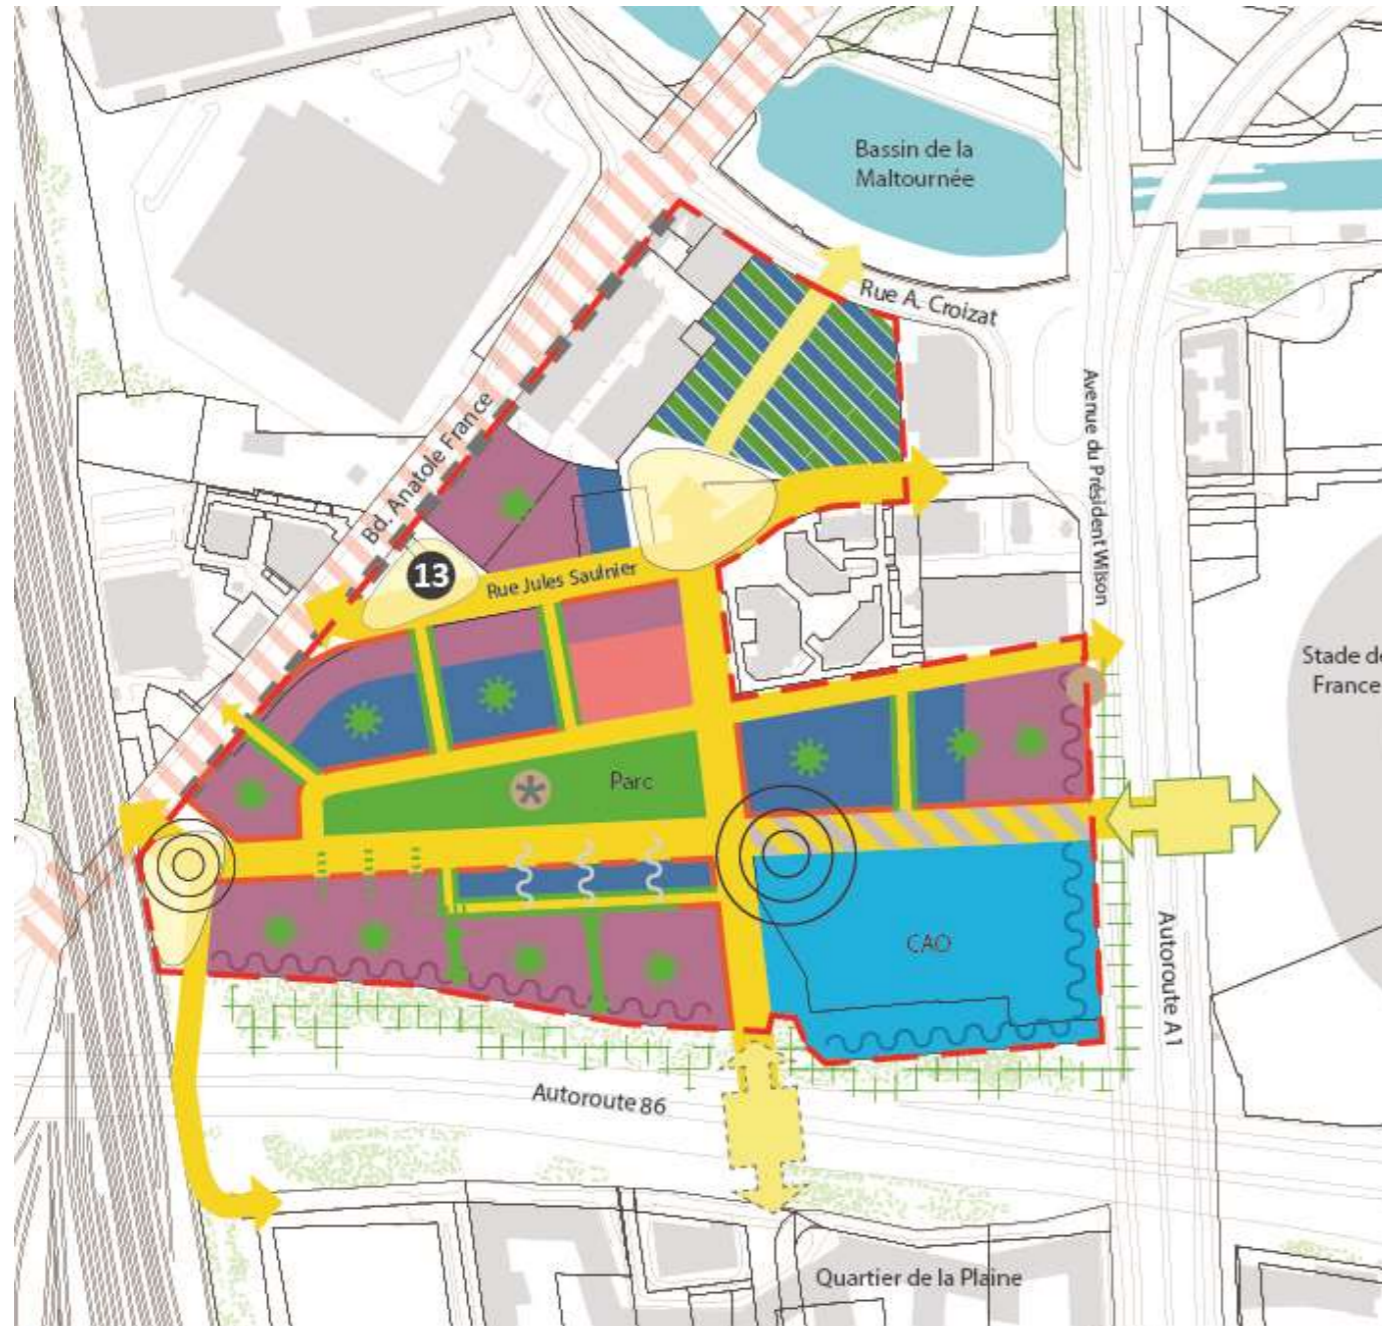 Bassin de la
Maltournée
Rue A. Croizat
Bd. Anatole France
Avenue du Président Wilson
13
Rue Jules Saulnier
Stade de
France
Parc
CAO
Autoroute A1
Autoroute 86
Quartier de la Plaine